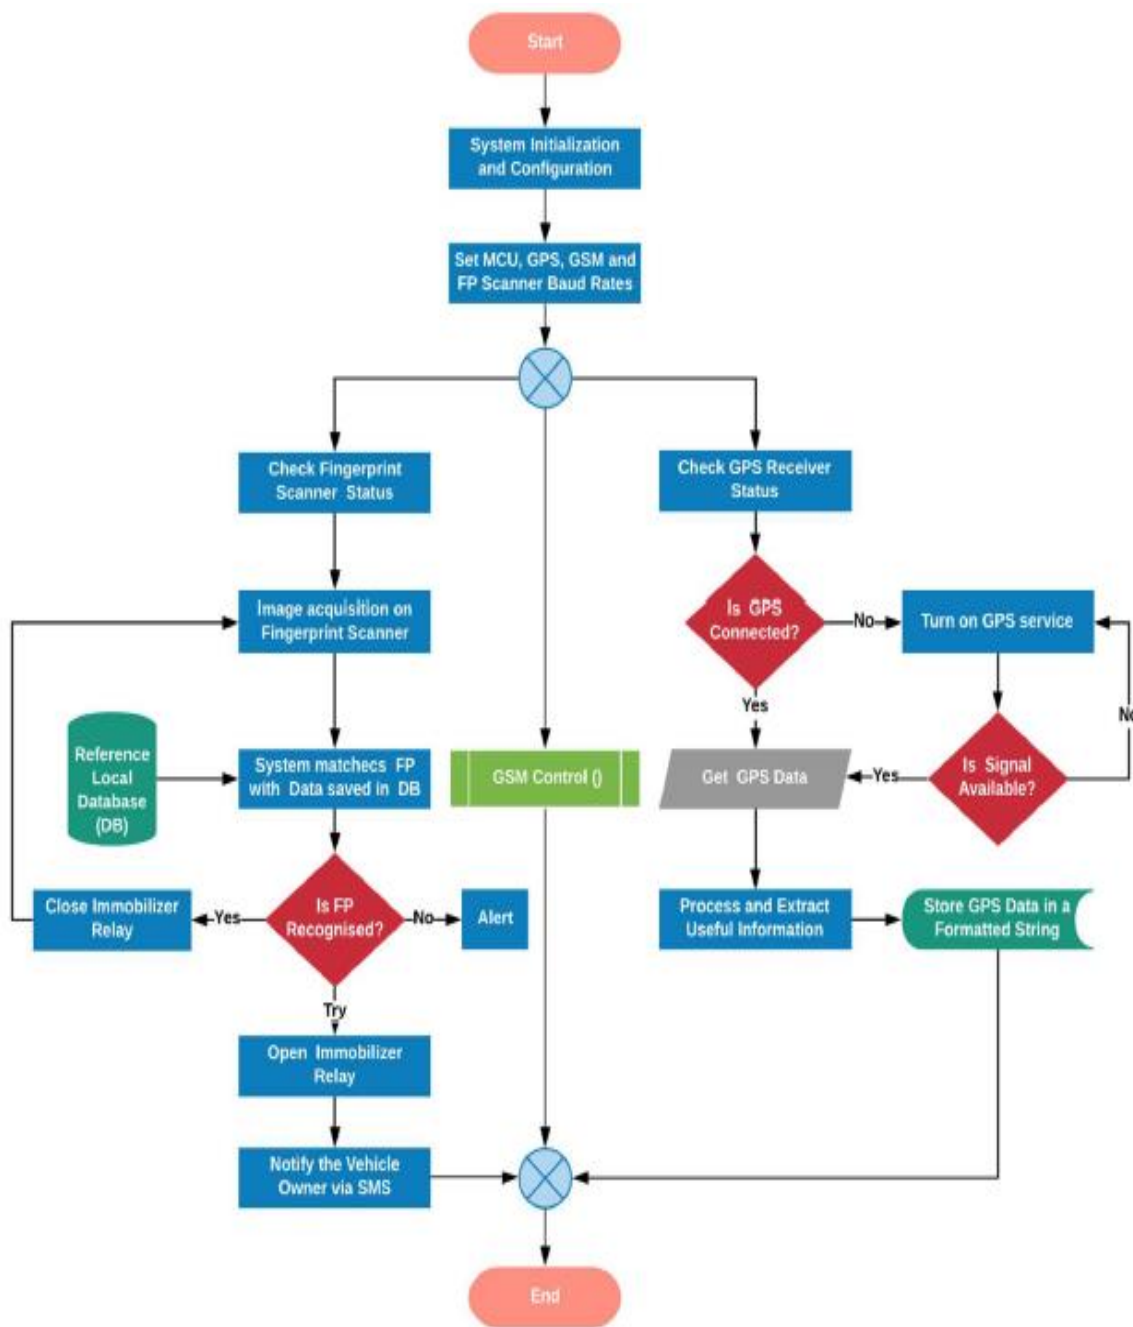 Start
System Initialization
and Configuration
Set MCU, GPS, GSM and
FP Scanner Baud Rates
Check Fingerprint
Scanner Status
Check GPS Receiver
Status
Image acquisition on
Fingerprint Scanner
Is GPS
Connected?
No
Turn on GPS service
Yes
No
Reference
Local
Database
(DB)
System matchecs FP
with Data saved in DB
GSM Control ()
Get GPS Data
Yes
Is Signal
Available?
Close Immobilizer
Relay
Yes
Is FP
Recognised?
No
Alert
Process and Extract
Useful Information
Store GPS Data in a
Formatted String
Try
Open Immobilizer
Relay
Notify the Vehicle
Owner via SMS
End